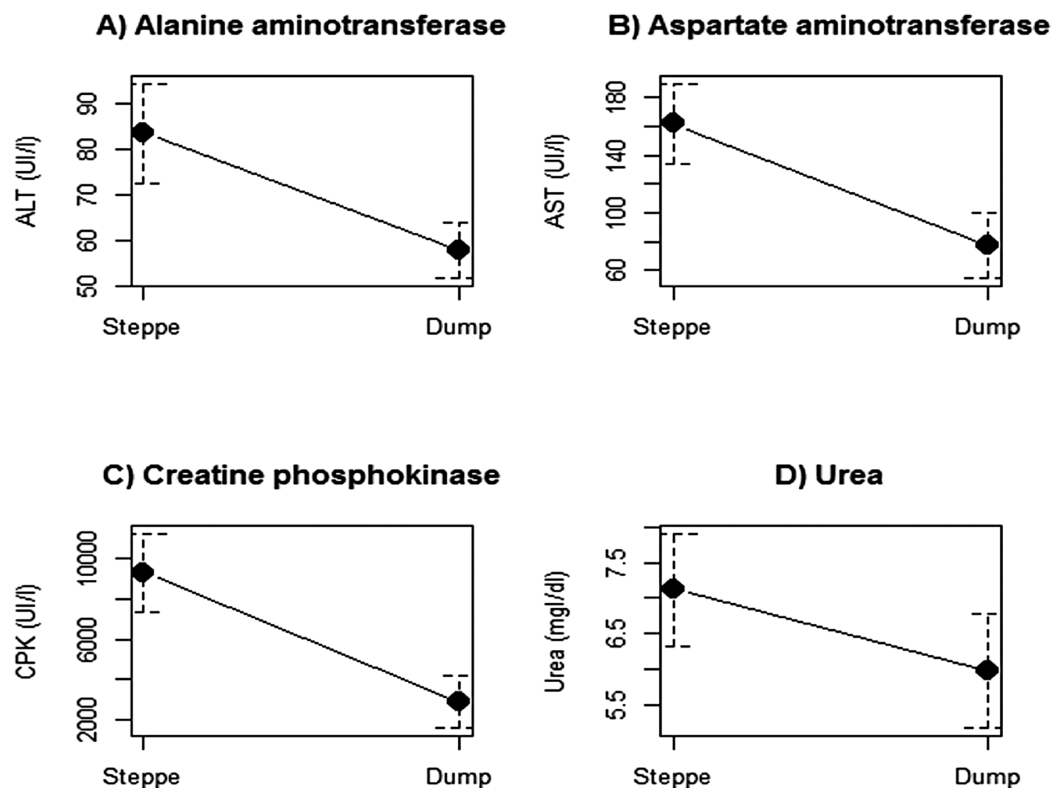 A) Alanine aminotransferase
ALT (UI/l)
90
80
70
60
50
Steppe Dump
B) Aspartate aminotransferase
AST (UI/l)
180
140
100
60
Steppe Dump
C) Creatine phosphokinase
CPK (UI/l)
10000
6000
2000
Steppe Dump
D) Urea
Urea (mgl/dl)
7.5
6.5
5.5
Steppe Dump